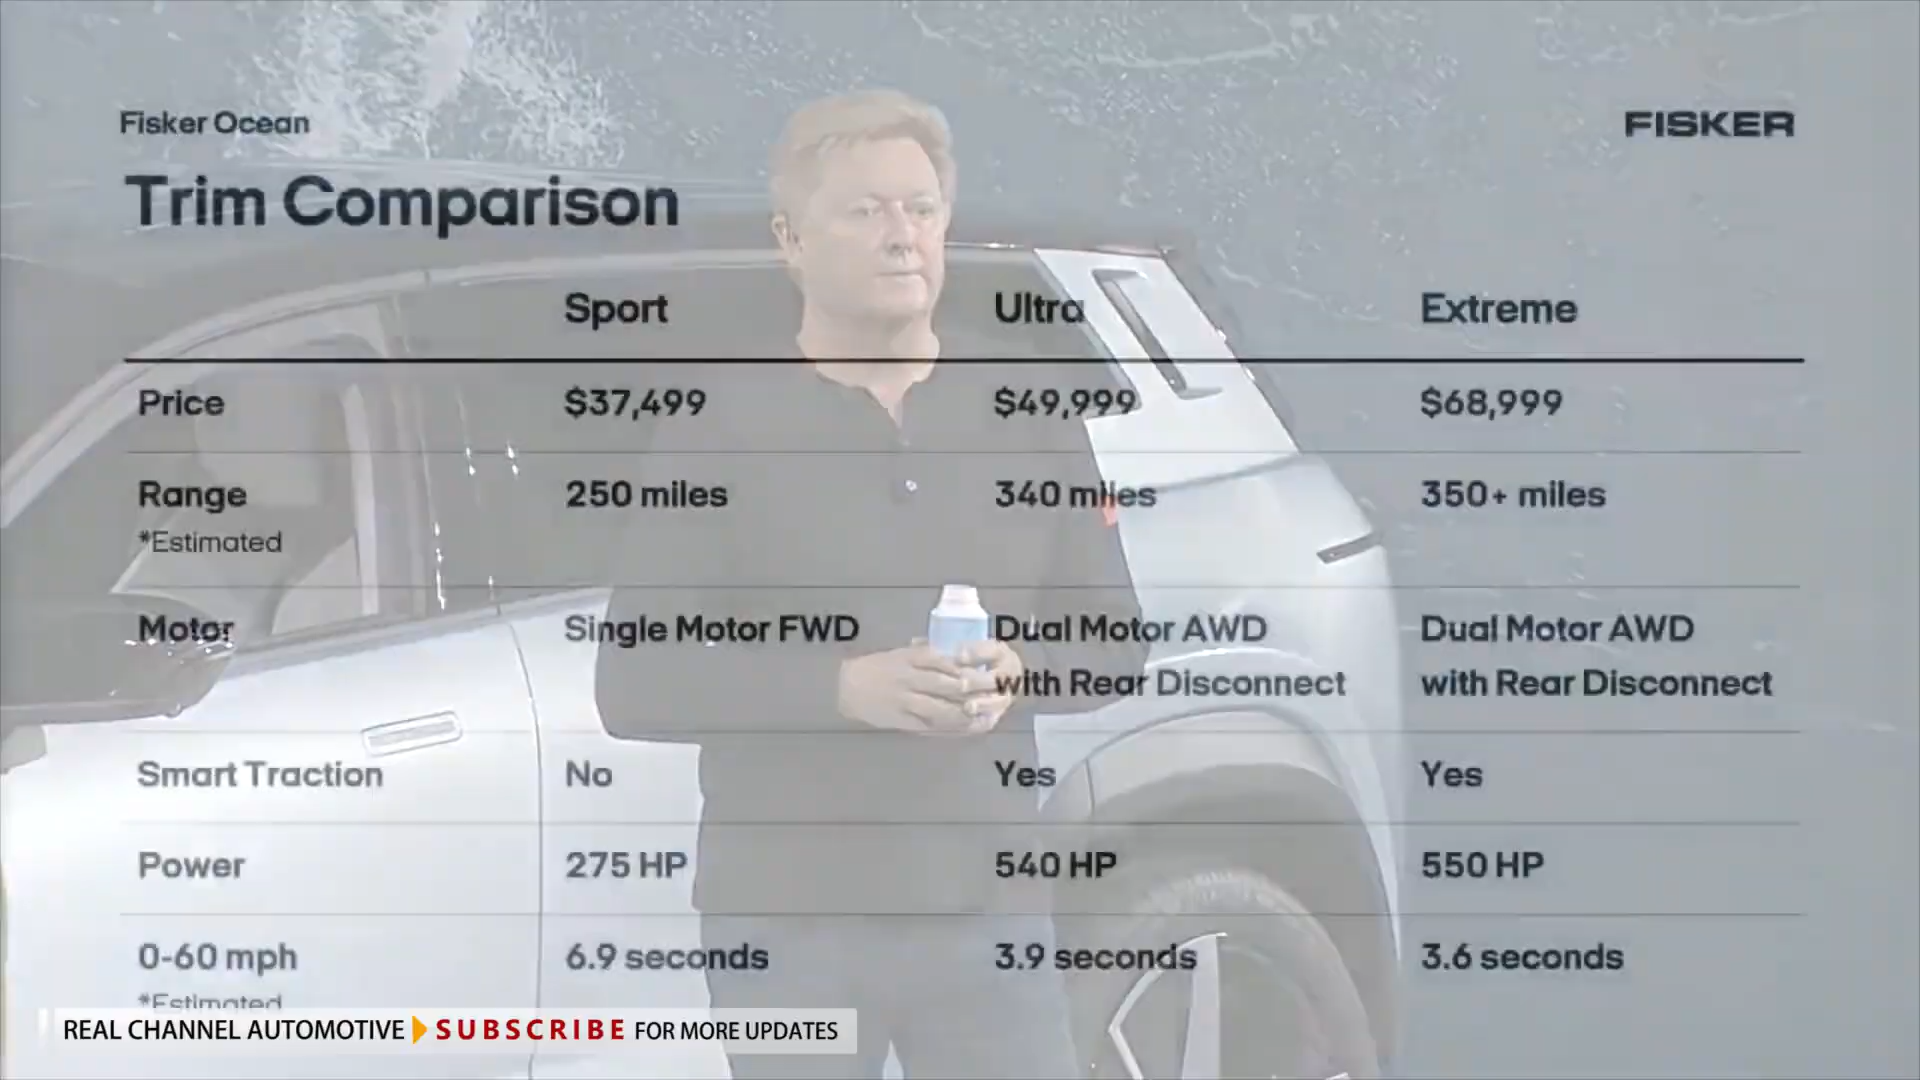 Fisker Ocean
FISKER
Trim Comparison
Sport Ultra Extreme
Price $37,499 $49,999 $68,999
Range 250 miles 340 miles 350+ miles
*Estimated
Motor Single Motor FWD Dual Motor AWD Dual Motor AWD
with Rear Disconnect with Rear Disconnect
Smart Traction No Yes Yes
Power 275 HP 540 HP 550 HP
0-60 mph 6.9 seconds 3.9 seconds 3.6 seconds
*Estimated
REAL CHANNEL AUTOMOTIVE SUBSCRIBE FOR MORE UPDATES